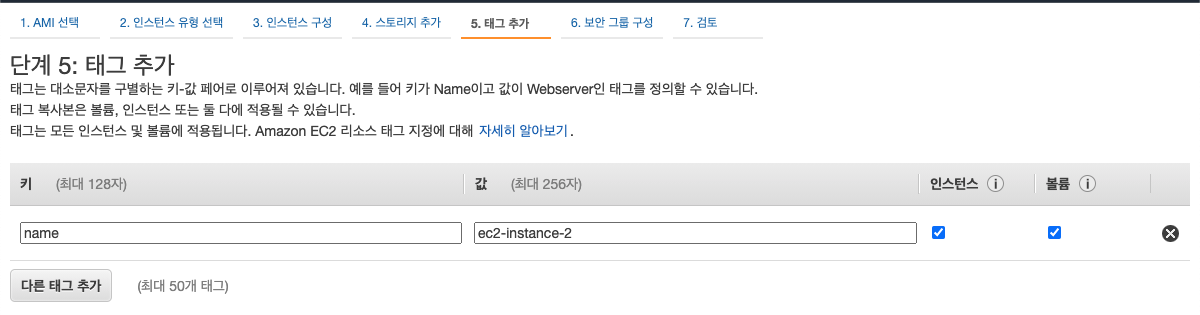 1. AMI 선택 2. 인스턴스 유형 선택 3. 인스턴스 구성 4. 스토리지 추가 5. 태그 추가 6. 보안 그룹 구성 7. 검토
단계 5: 태그 추가
태그는 대소문자를 구별하는 키-값 페어로 이루어져 있습니다. 예를 들어 키가 Name이고 값이 Webserver인 태그를 정의할 수 있습니다.
태그 복사본은 볼륨, 인스턴스 또는 둘 다에 적용될 수 있습니다.
태그는 모든 인스턴스 및 볼륨에 적용됩니다. Amazon EC2 리소스 태그 지정에 대해 자세히 알아보기.
키 (최대 128자) 값 (최대 256자) 인스턴스 볼륨
name ec2-instance-2
다른 태그 추가 (최대 50개 태그)